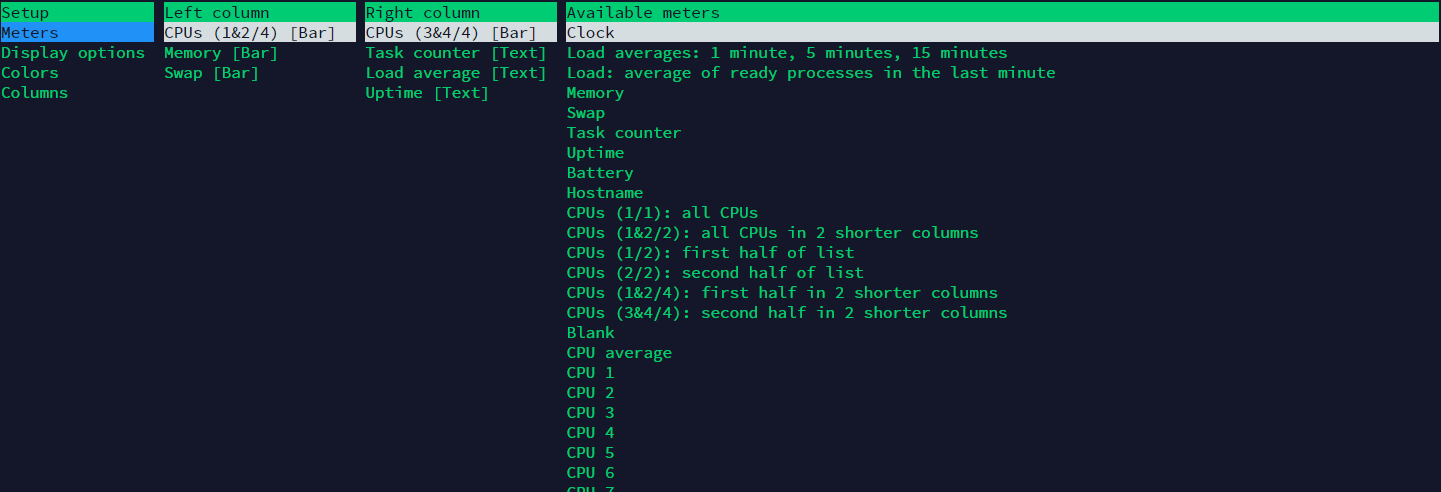 Setup Left column Right column Available meters
Meters CPUs (1&2/4) [Bar] CPUs (3&4/4) [Bar] Clock
Display options Memory [Bar] Task counter [Text] Load averages: 1 minute, 5 minutes, 15 minutes
Colors Swap [Bar] Load average [Text] Load: average of ready processes in the last minute
Columns Uptime [Text] Memory
Swap
Task counter
Uptime
Battery
Hostname
CPUs (1/1): all CPUs
CPUs (1&2/2): all CPUs in 2 shorter columns
CPUs (1/2): first half of list
CPUs (2/2): second half of list
CPUs (1&2/4): first half in 2 shorter columns
CPUs (3&4/4): second half in 2 shorter columns
Blank
CPU average
CPU 1
CPU 2
CPU 3
CPU 4
CPU 5
CPU 6
CPU 7